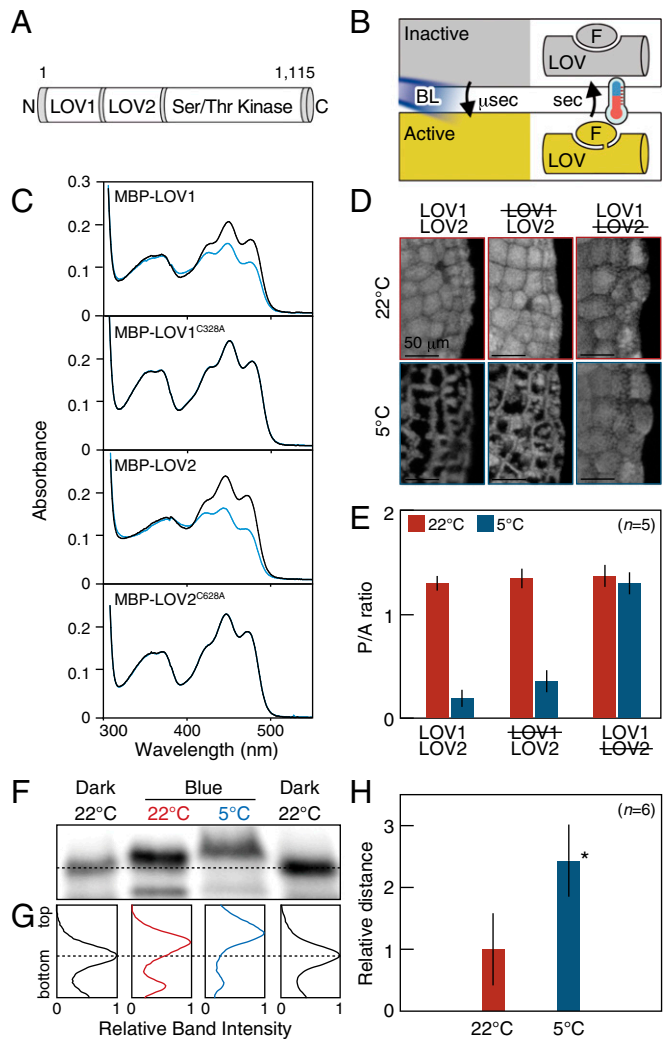 A
1
1,115
N
LOV1
LOV2
Ser/Thr Kinase
C
B
Inactive
F
LOV
BL
μsec
sec
Active
F
LOV
C
Absorbance
MBP-LOV1
0.3
0.2
0.1
0
MBP-LOV1C328A
0.2
0.1
0
MBP-LOV2
0.2
0.1
0
MBP-LOV2C628A
0.2
0.1
0
300
400
500
Wavelength (nm)
D
LOV1 LOV1 LOV1
LOV2 LOV2 LOV2
22°C
50 μm
5°C
E
22°C
5°C
(n=5)
P/A ratio
2
1
0
LOV1 LOV1 LOV1
LOV2 LOV2 LOV2
F
Dark Blue Dark
22°C 22°C 5°C 22°C
G
top
bottom
0 1 0 1 0 1 0 1
Relative Band Intensity
H
(n=6)
Relative distance
3
2
1
0
*
22°C 5°C